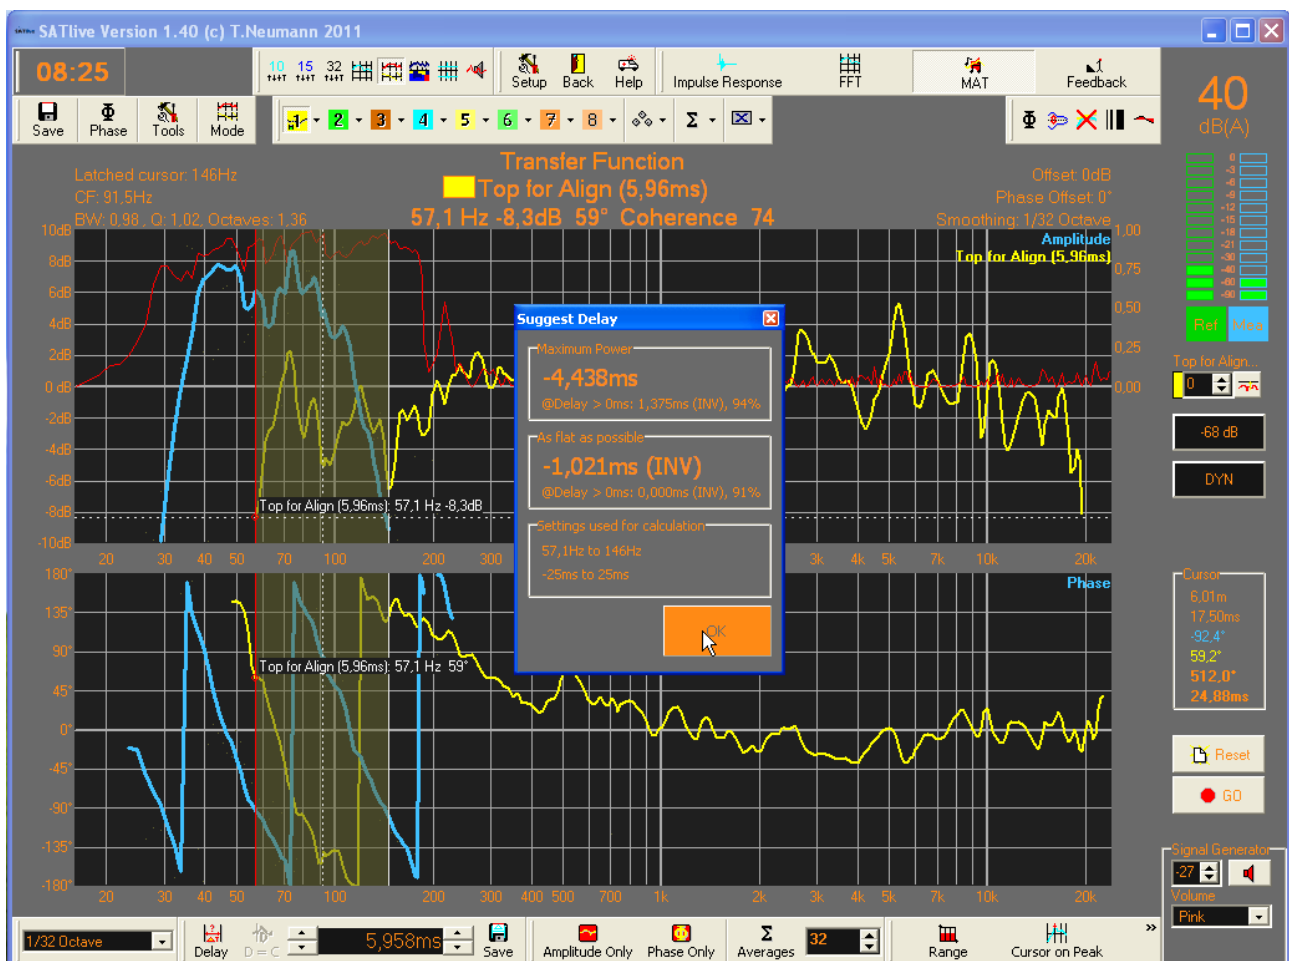 SATlive Version 1.40 (c) T.Neumann 2011
08:25
10 15 32
Setup Back Help
Impulse Response FFT MAT Feedback
40
dB(A)
Save Phase Tools Mode
1 2 3 4 5 6 7 8 Σ
Transfer Function
Latched cursor: 146Hz
CF: 91,5Hz
BW: 0,98 , Q: 1,02, Octaves: 1,36
Top for Align (5,96ms)
57,1 Hz -8,3dB 59° Coherence 74
Offset: 0dB
Phase Offset: 0°
Smoothing: 1/32 Octave
0
-3
-6
-9
-12
-15
-18
-21
-30
-40
-60
-90
Ref
10dB
8dB
6dB
4dB
2dB
0 dB
-2dB
-4dB
-6dB
-8dB
-10dB
Amplitude
Top for Align (5,96ms)
1,00
0,75
0,50
0,25
0,00
Top for Align (5,96ms): 57,1 Hz -8,3dB
20 30 40 50 70 100 200 300 3k 4k 5k 7k 10k 20k
Suggest Delay
Maximum Power
-4,438ms
@Delay > 0ms: 1,375ms (INV), 94%
As flat as possible
-1,021ms (INV)
@Delay > 0ms: 0,000ms (INV), 91%
Settings used for calculation
57,1Hz to 146Hz
-25ms to 25ms
OK
Top for Align...
0
-68 dB
DYN
180°
135°
90°
45°
0°
-45°
-90°
-135°
-180°
Phase
Top for Align (5,96ms): 57,1 Hz 59°
20 30 40 50 70 100 200 300 400 500 700 1k 2k 3k 4k 5k 7k 10k 20k
Cursor
6,01m
17,50ms
-92,4°
59,2°
512,0°
24,88ms
Reset
GO
Signal Generator
-27
Volume
Pink
1/32 Octave
Delay
D = C
5,958ms
Save
Amplitude Only
Phase Only
Σ
Averages
32
Range
Cursor on Peak
»